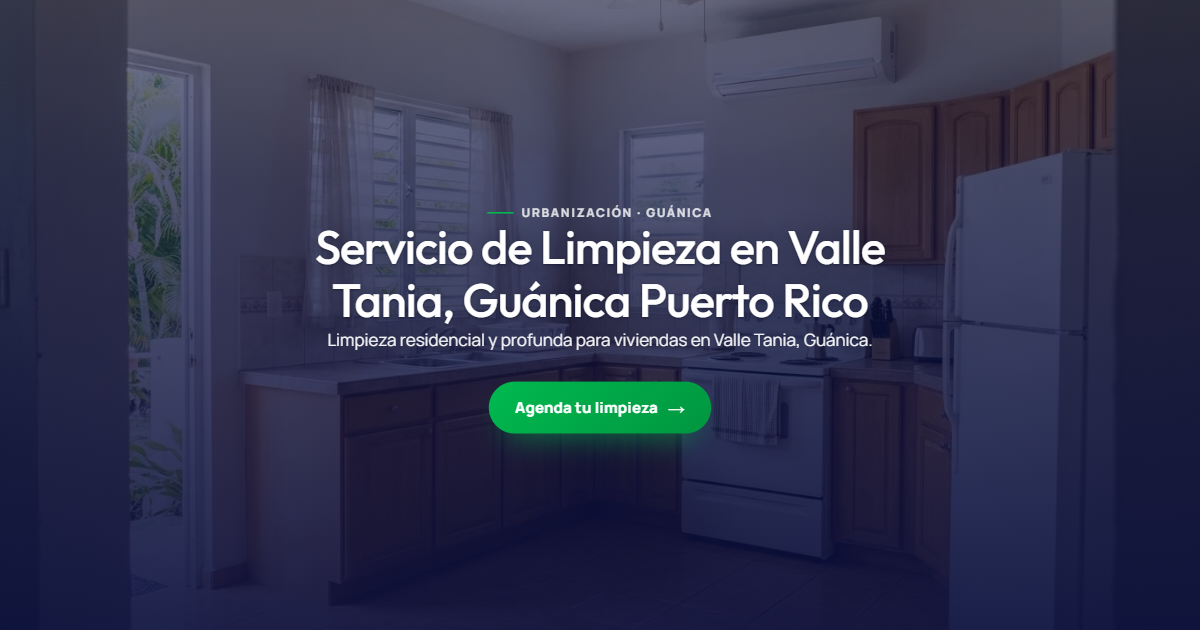 URBANIZACIÓN · GUÁNICA
Servicio de Limpieza en Valle
Tania, Guánica Puerto Rico
Limpieza residencial y profunda para viviendas en Valle Tania, Guánica.
Agenda tu limpieza →